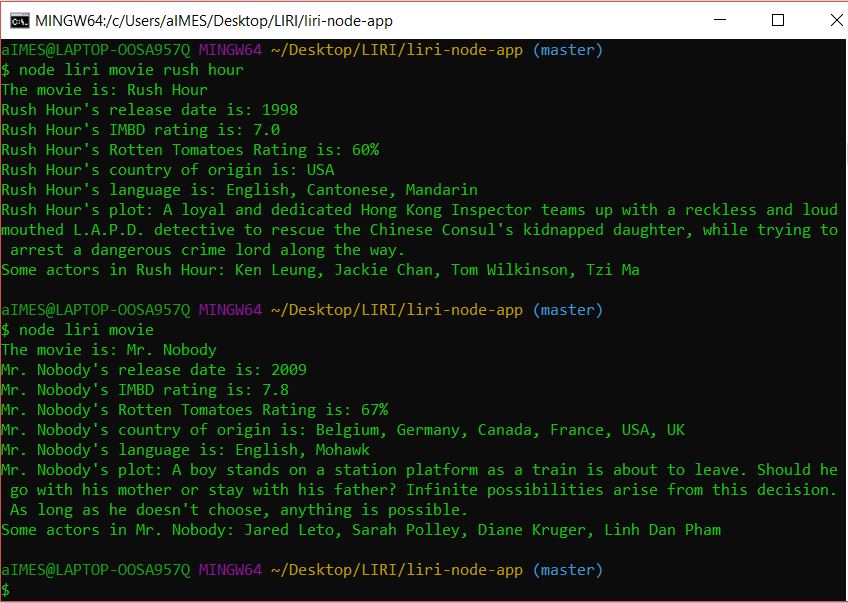 MINGW64:/c/Users/aIMES/Desktop/LIRI/liri-node-app
aIMES@LAPTOP-OOSA957Q MINGW64 ~/Desktop/LIRI/liri-node-app (master)
$ node liri movie rush hour
The movie is: Rush Hour
Rush Hour's release date is: 1998
Rush Hour's IMBD rating is: 7.0
Rush Hour's Rotten Tomatoes Rating is: 60%
Rush Hour's country of origin is: USA
Rush Hour's language is: English, Cantonese, Mandarin
Rush Hour's plot: A loyal and dedicated Hong Kong Inspector teams up with a reckless and loud
mouthed L.A.P.D. detective to rescue the Chinese Consul's kidnapped daughter, while trying to
 arrest a dangerous crime lord along the way.
Some actors in Rush Hour: Ken Leung, Jackie Chan, Tom Wilkinson, Tzi Ma
aIMES@LAPTOP-OOSA957Q MINGW64 ~/Desktop/LIRI/liri-node-app (master)
$ node liri movie
The movie is: Mr. Nobody
Mr. Nobody's release date is: 2009
Mr. Nobody's IMBD rating is: 7.8
Mr. Nobody's Rotten Tomatoes Rating is: 67%
Mr. Nobody's country of origin is: Belgium, Germany, Canada, France, USA, UK
Mr. Nobody's language is: English, Mohawk
Mr. Nobody's plot: A boy stands on a station platform as a train is about to leave. Should he
 go with his mother or stay with his father? Infinite possibilities arise from this decision.
 As long as he doesn't choose, anything is possible.
Some actors in Mr. Nobody: Jared Leto, Sarah Polley, Diane Kruger, Linh Dan Pham
aIMES@LAPTOP-OOSA957Q MINGW64 ~/Desktop/LIRI/liri-node-app (master)
$